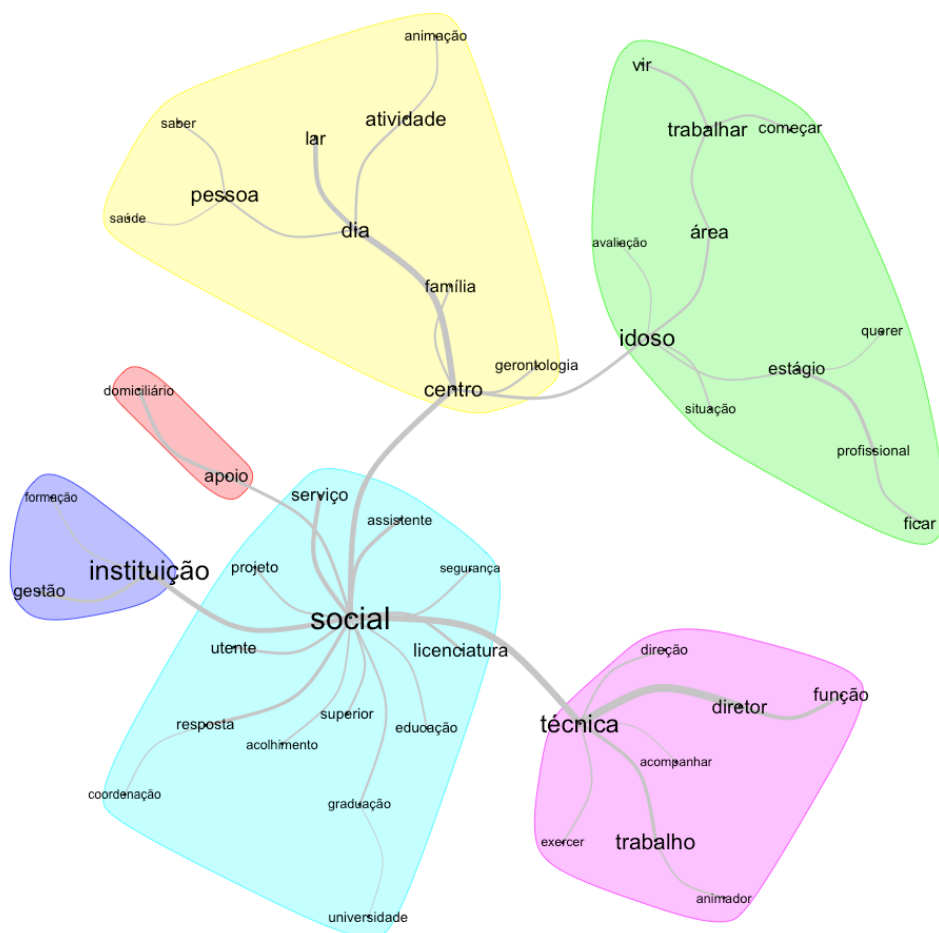 animação
vir
saber
lar
atividade
trabalhar
começar
pessoa
saúde
dia
área
avaliação
família
idoso
querer
gerontologia
estágio
domiciliário
centro
situação
profissional
apoio
serviço
formação
assistente
ficar
instituição
projeto
segurança
gestão
social
utente
licenciatura
direção
função
resposta
superior
educação
técnica
diretor
acolhimento
acompanhar
coordenação
graduação
exercer
trabalho
animador
universidade